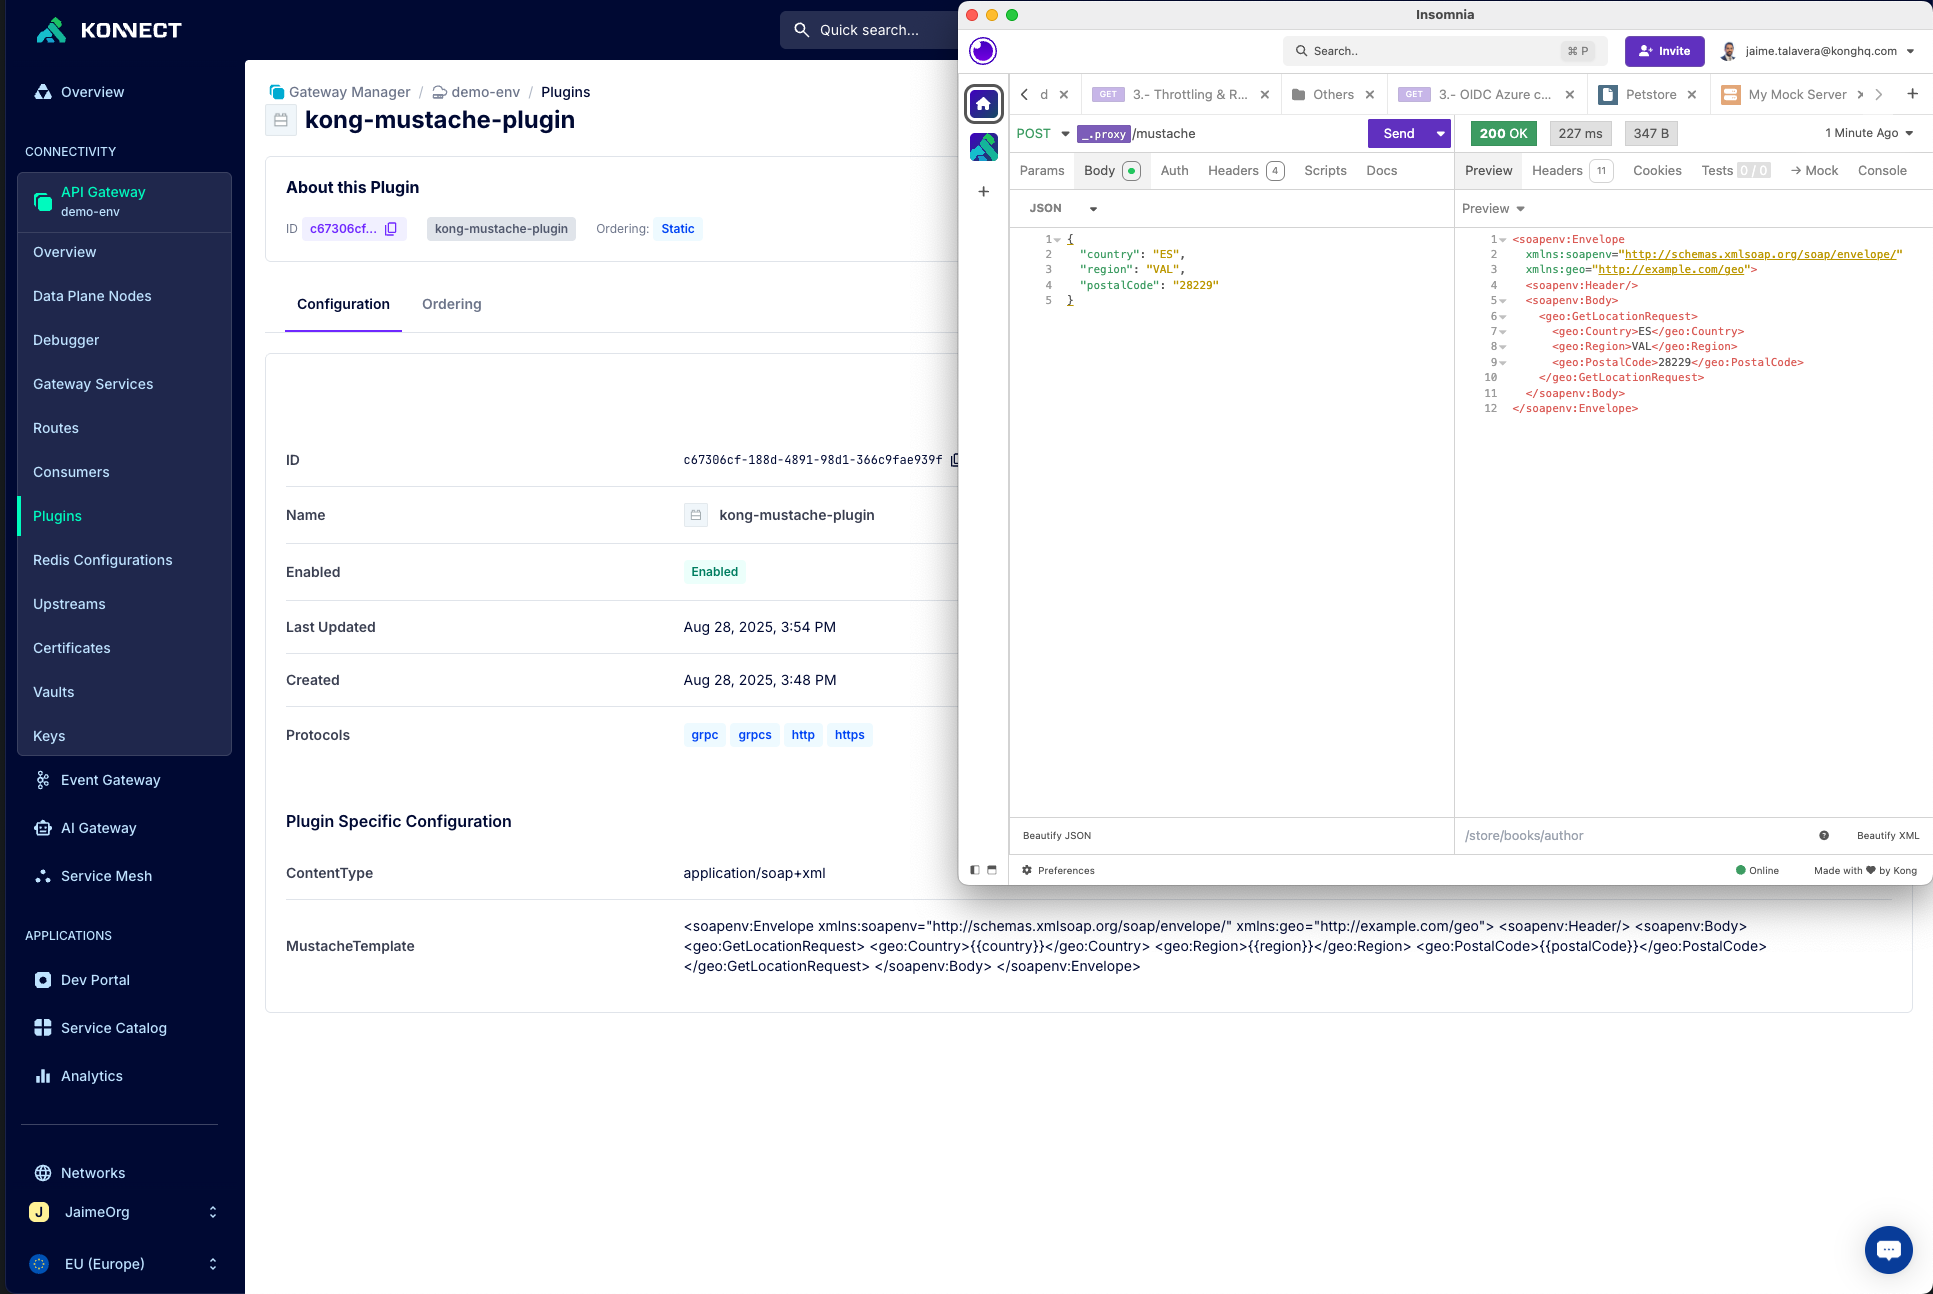 KONNECT
Quick search...
Overview
CONNECTIVITY
API Gateway
demo-env
Overview
Data Plane Nodes
Debugger
Gateway Services
Routes
Consumers
Plugins
Redis Configurations
Upstreams
Certificates
Vaults
Keys
Event Gateway
AI Gateway
Service Mesh
APPLICATIONS
Dev Portal
Service Catalog
Analytics
Networks
J JaimeOrg
EU (Europe)
Gateway Manager / demo-env / Plugins
kong-mustache-plugin
About this Plugin
ID c67306cf... kong-mustache-plugin Ordering: Static
Configuration Ordering
ID c67306cf-188d-4891-98d1-366c9fae939f
Name kong-mustache-plugin
Enabled Enabled
Last Updated Aug 28, 2025, 3:54 PM
Created Aug 28, 2025, 3:48 PM
Protocols grpc grpcs http https
Plugin Specific Configuration
ContentType application/soap+xml
MustacheTemplate
<soapenv:Envelope xmlns:soapenv="http://schemas.xmlsoap.org/soap/envelope/" xmlns:geo="http://example.com/geo"> <soapenv:Header/> <soapenv:Body>
<geo:GetLocationRequest> <geo:Country>{{country}}</geo:Country> <geo:Region>{{region}}</geo:Region> <geo:PostalCode>{{postalCode}}</geo:PostalCode>
</geo:GetLocationRequest> </soapenv:Body> </soapenv:Envelope>
Insomnia
Search.. ⌘ P
Invite
jaime.talavera@konghq.com
d GET 3.- Throttling & R... Others GET 3.- OIDC Azure c... Petstore My Mock Server
POST _.proxy /mustache Send
200 OK 227 ms 347 B 1 Minute Ago
Params Body Auth Headers 4 Scripts Docs
Preview Headers 11 Cookies Tests 0 / 0 → Mock Console
JSON
Preview
1 {
2 "country": "ES",
3 "region": "VAL",
4 "postalCode": "28229"
5 }
1 <soapenv:Envelope
2 xmlns:soapenv="http://schemas.xmlsoap.org/soap/envelope/"
3 xmlns:geo="http://example.com/geo">
4 <soapenv:Header/>
5 <soapenv:Body>
6 <geo:GetLocationRequest>
7 <geo:Country>ES</geo:Country>
8 <geo:Region>VAL</geo:Region>
9 <geo:PostalCode>28229</geo:PostalCode>
10 </geo:GetLocationRequest>
11 </soapenv:Body>
12 </soapenv:Envelope>
Beautify JSON
/store/books/author
Beautify XML
Preferences
Online
Made with ♥ by Kong